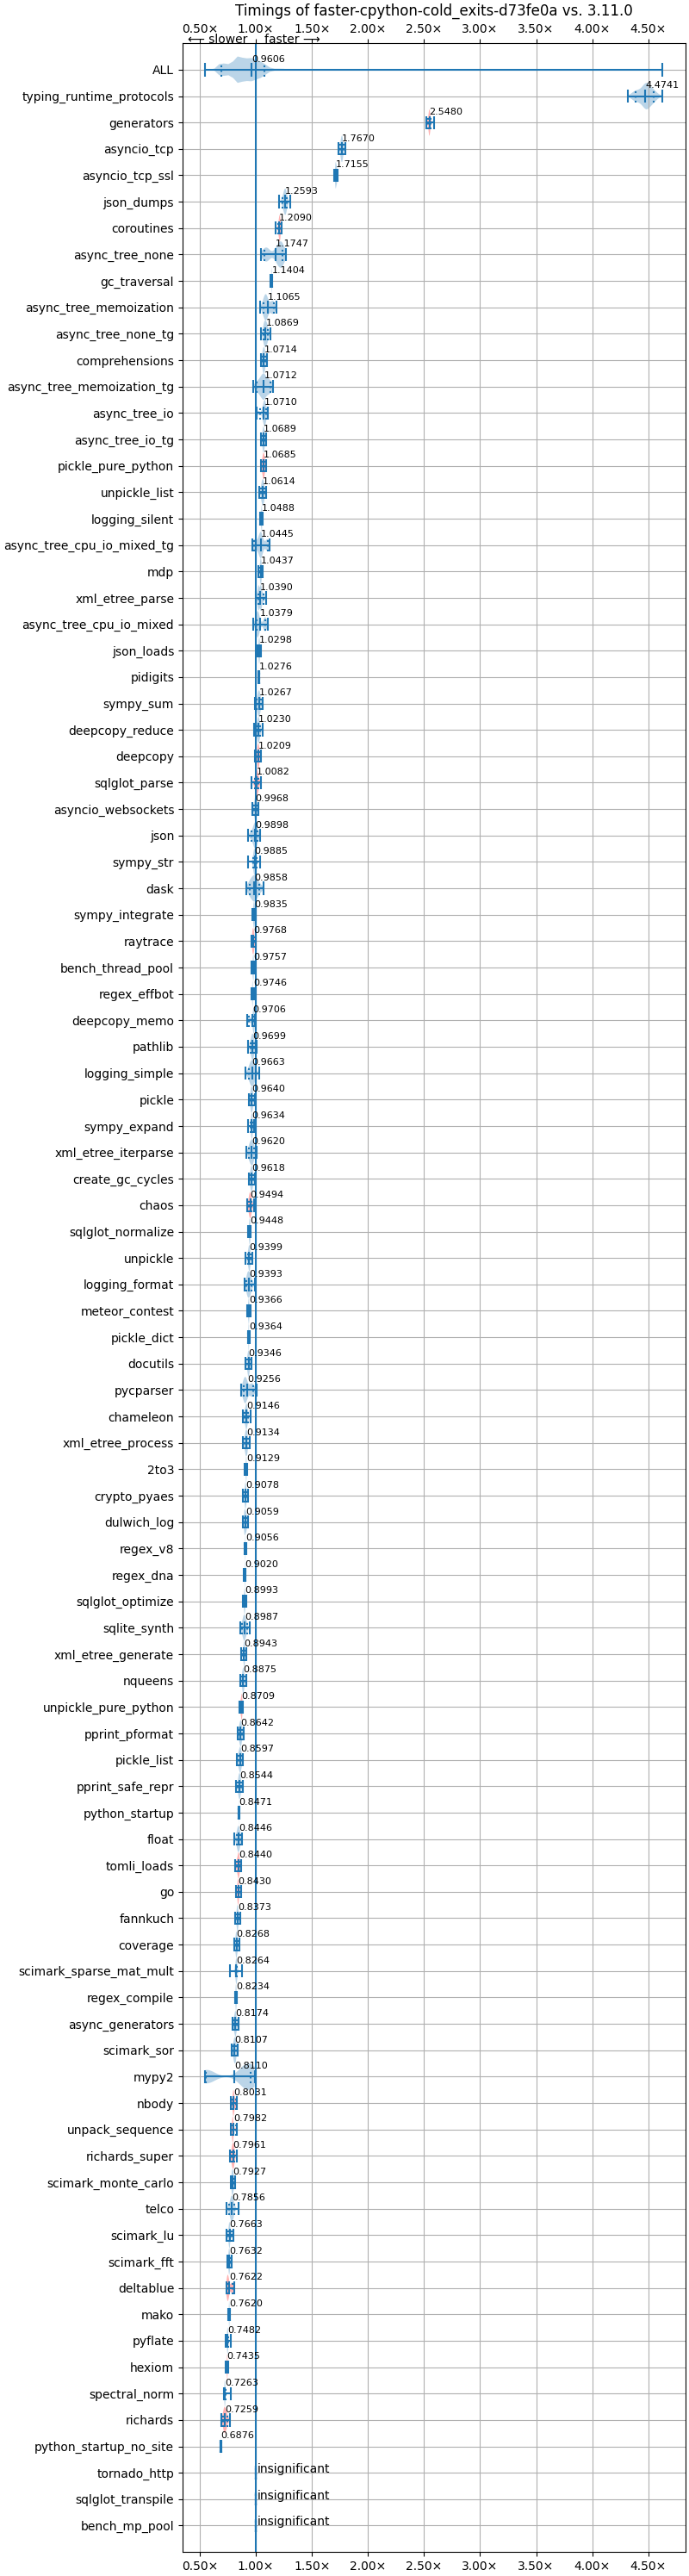 Timings of faster-cpython-cold_exits-d73fe0a vs. 3.11.0
0.50× 1.00× 1.50× 2.00× 2.50× 3.00× 3.50× 4.00× 4.50×
⟵ slower faster ⟶
ALL 0.9606
typing_runtime_protocols 4.4741
generators 2.5480
asyncio_tcp 1.7670
asyncio_tcp_ssl 1.7155
json_dumps 1.2593
coroutines 1.2090
async_tree_none 1.1747
gc_traversal 1.1404
async_tree_memoization 1.1065
async_tree_none_tg 1.0869
comprehensions 1.0714
async_tree_memoization_tg 1.0712
async_tree_io 1.0710
async_tree_io_tg 1.0689
pickle_pure_python 1.0685
unpickle_list 1.0614
logging_silent 1.0488
async_tree_cpu_io_mixed_tg 1.0445
mdp 1.0437
xml_etree_parse 1.0390
async_tree_cpu_io_mixed 1.0379
json_loads 1.0298
pidigits 1.0276
sympy_sum 1.0267
deepcopy_reduce 1.0230
deepcopy 1.0209
sqlglot_parse 1.0082
asyncio_websockets 0.9968
json 0.9898
sympy_str 0.9885
dask 0.9858
sympy_integrate 0.9835
raytrace 0.9768
bench_thread_pool 0.9757
regex_effbot 0.9746
deepcopy_memo 0.9706
pathlib 0.9699
logging_simple 0.9663
pickle 0.9640
sympy_expand 0.9634
xml_etree_iterparse 0.9620
create_gc_cycles 0.9618
chaos 0.9494
sqlglot_normalize 0.9448
unpickle 0.9399
logging_format 0.9393
meteor_contest 0.9366
pickle_dict 0.9364
docutils 0.9346
pycparser 0.9256
chameleon 0.9146
xml_etree_process 0.9134
2to3 0.9129
crypto_pyaes 0.9078
dulwich_log 0.9059
regex_v8 0.9056
regex_dna 0.9020
sqlglot_optimize 0.8993
sqlite_synth 0.8987
xml_etree_generate 0.8943
nqueens 0.8875
unpickle_pure_python 0.8709
pprint_pformat 0.8642
pickle_list 0.8597
pprint_safe_repr 0.8544
python_startup 0.8471
float 0.8446
tomli_loads 0.8440
go 0.8430
fannkuch 0.8373
coverage 0.8268
scimark_sparse_mat_mult 0.8264
regex_compile 0.8234
async_generators 0.8174
scimark_sor 0.8107
mypy2 0.8110
nbody 0.8031
unpack_sequence 0.7982
richards_super 0.7961
scimark_monte_carlo 0.7927
telco 0.7856
scimark_lu 0.7663
scimark_fft 0.7632
deltablue 0.7622
mako 0.7620
pyflate 0.7482
hexiom 0.7435
spectral_norm 0.7263
richards 0.7259
python_startup_no_site 0.6876
tornado_http insignificant
sqlglot_transpile insignificant
bench_mp_pool insignificant
0.50× 1.00× 1.50× 2.00× 2.50× 3.00× 3.50× 4.00× 4.50×